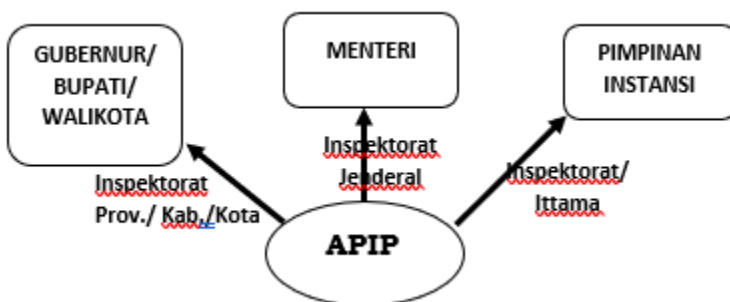 GUBERNUR/
BUPATI/
WALIKOTA
MENTERI
PIMPINAN
INSTANSI
Inspektorat
Prov./ Kab./Kota
Inspektorat
Jenderal
Inspektorat/
Ittama
APIP